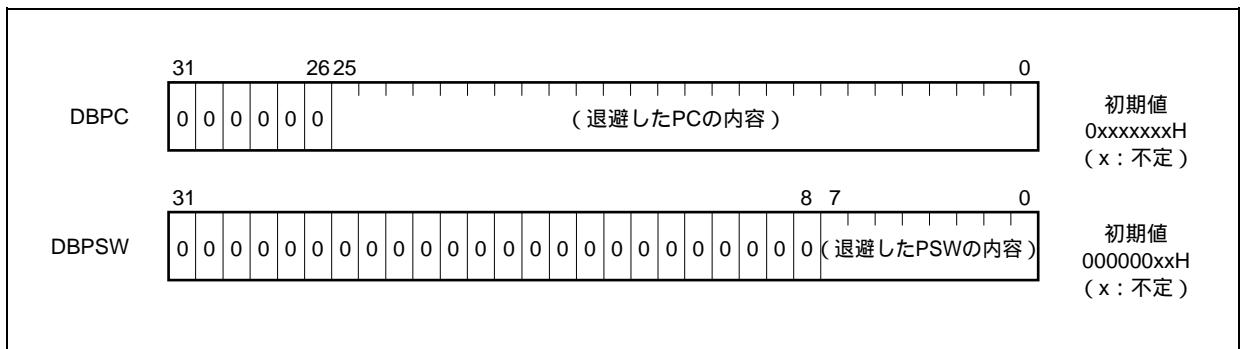 31 26 25 0
DBPC 0 0 0 0 0 0 (退避したPCの内容) 初期値
0xxxxxxxH
(x:不定)
31 8 7 0
DBPSW 0 0 0 0 0 0 0 0 0 0 0 0 0 0 0 0 0 0 0 0 0 0 0 0 (退避したPSWの内容) 初期値
000000xxH
(x:不定)